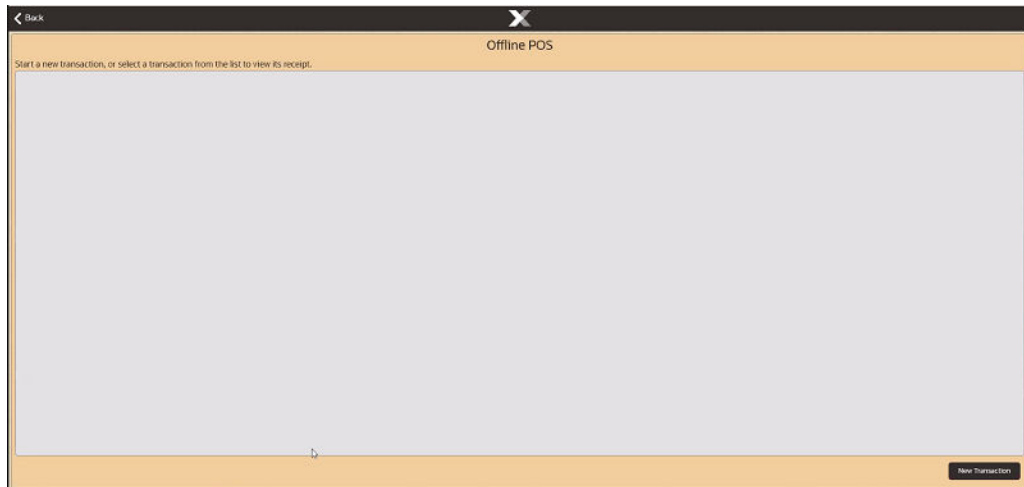 Back
Offline POS
Start a new transaction, or select a transaction from the list to view its receipt.
New Transaction